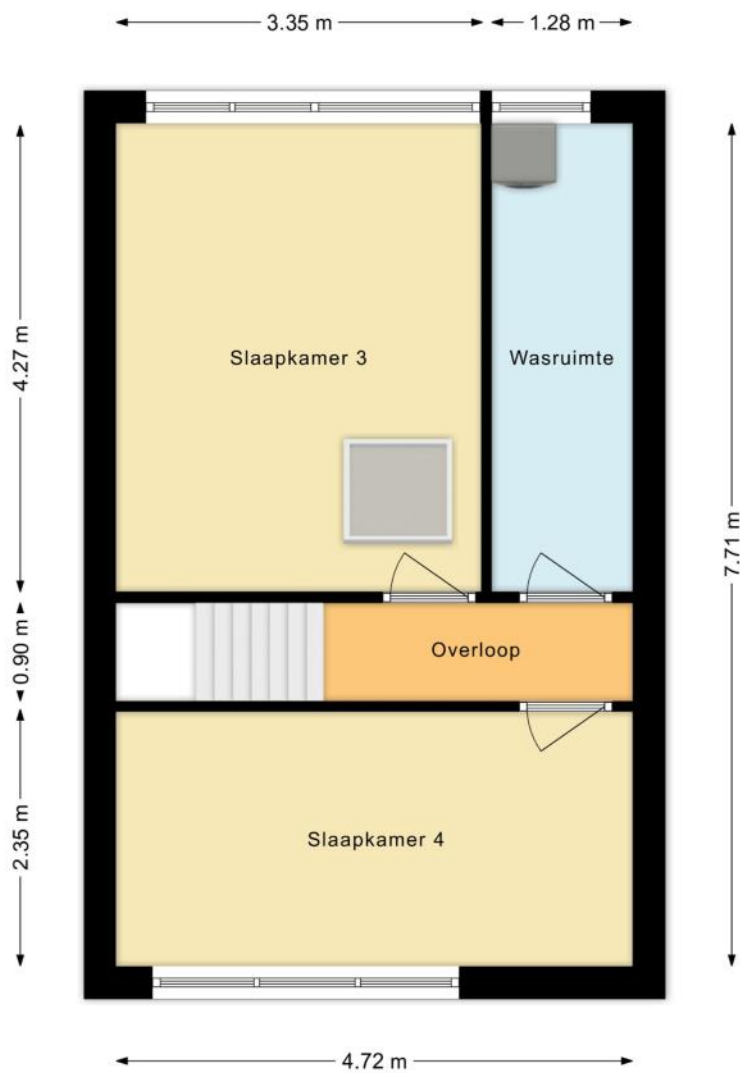 3.35 m
1.28 m
4.27 m
Slaapkamer 3
Wasruimte
7.71 m
0.90 m
Overloop
2.35 m
Slaapkamer 4
4.72 m